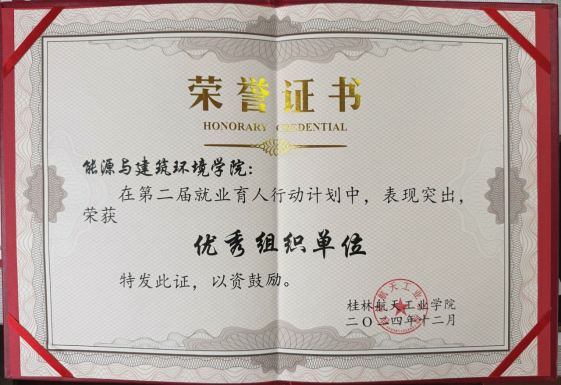 荣誉证书
HONORARY CREDENTIAL
能源与建筑环境学院：
在第二届就业育人行动计划中，表现突出，
荣获
优秀组织单位
特发此证，以资鼓励。
桂林航天工业学院
二〇二四年十二月